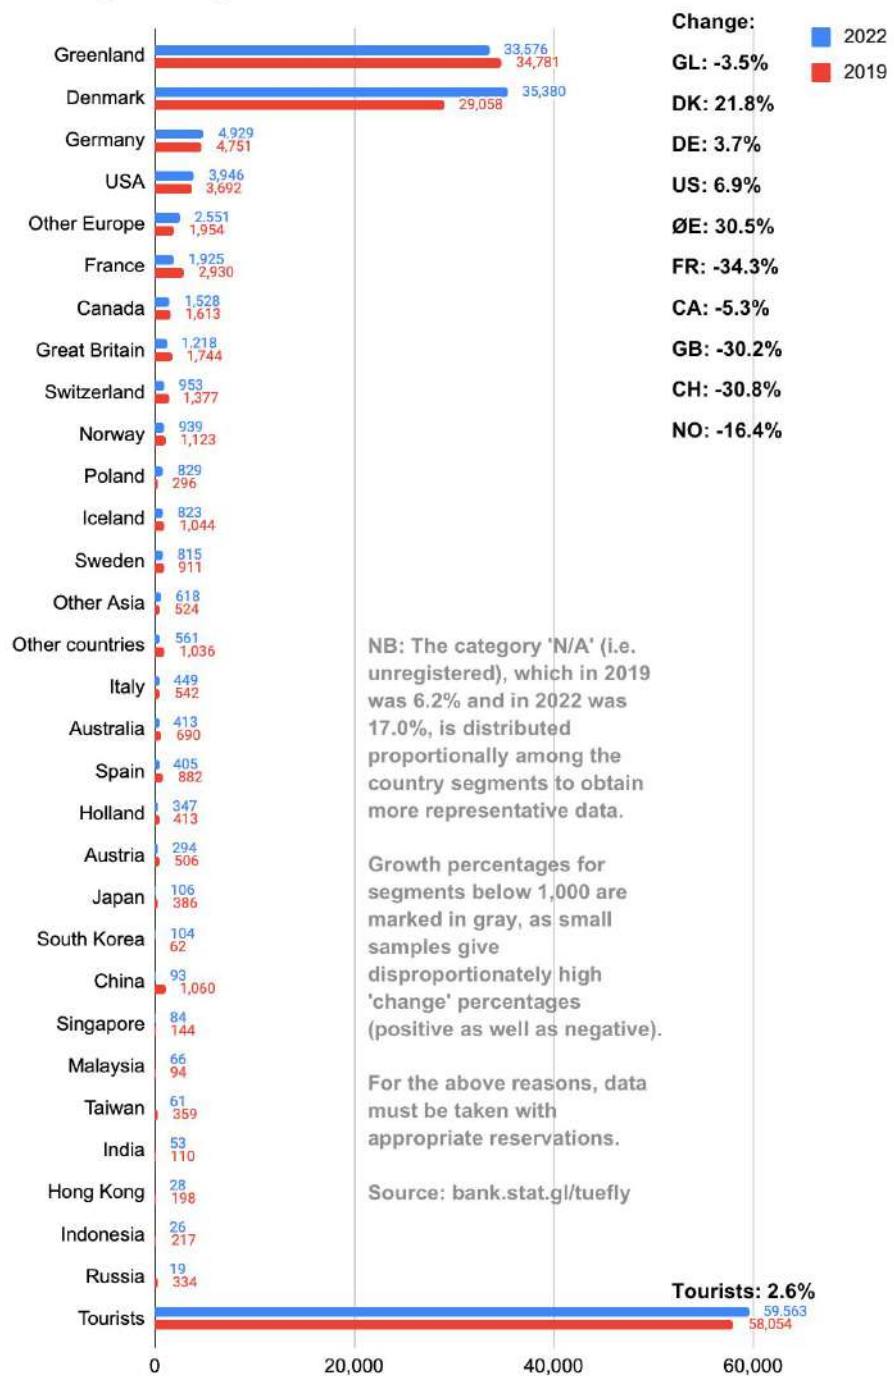 Change:
2022
2019
GL: -3.5%
DK: 21.8%
DE: 3.7%
US: 6.9%
ØE: 30.5%
FR: -34.3%
CA: -5.3%
GB: -30.2%
CH: -30.8%
NO: -16.4%
Greenland 33,576
34,781
Denmark 35,380
29,058
Germany 4.929
4,751
USA 3,946
3,692
Other Europe 2.551
1,954
France 1,925
2,930
Canada 1,528
1,613
Great Britain 1.218
1,744
Switzerland 953
1,377
Norway 939
1,123
Poland 829
296
Iceland 823
1,044
Sweden 815
911
Other Asia 618
524
Other countries 561
1,036
Italy 449
542
Australia 413
690
Spain 405
882
Holland 347
413
Austria 294
506
Japan 106
386
South Korea 104
62
China 93
1,060
Singapore 84
144
Malaysia 66
94
Taiwan 61
359
India 53
110
Hong Kong 28
198
Indonesia 26
217
Russia 19
334
Tourists 59.563
58,054
NB: The category 'N/A' (i.e.
unregistered), which in 2019
was 6.2% and in 2022 was
17.0%, is distributed
proportionally among the
country segments to obtain
more representative data.
Growth percentages for
segments below 1,000 are
marked in gray, as small
samples give
disproportionately high
'change' percentages
(positive as well as negative).
For the above reasons, data
must be taken with
appropriate reservations.
Source: bank.stat.gl/tuefly
Tourists: 2.6%
0 20,000 40,000 60,000